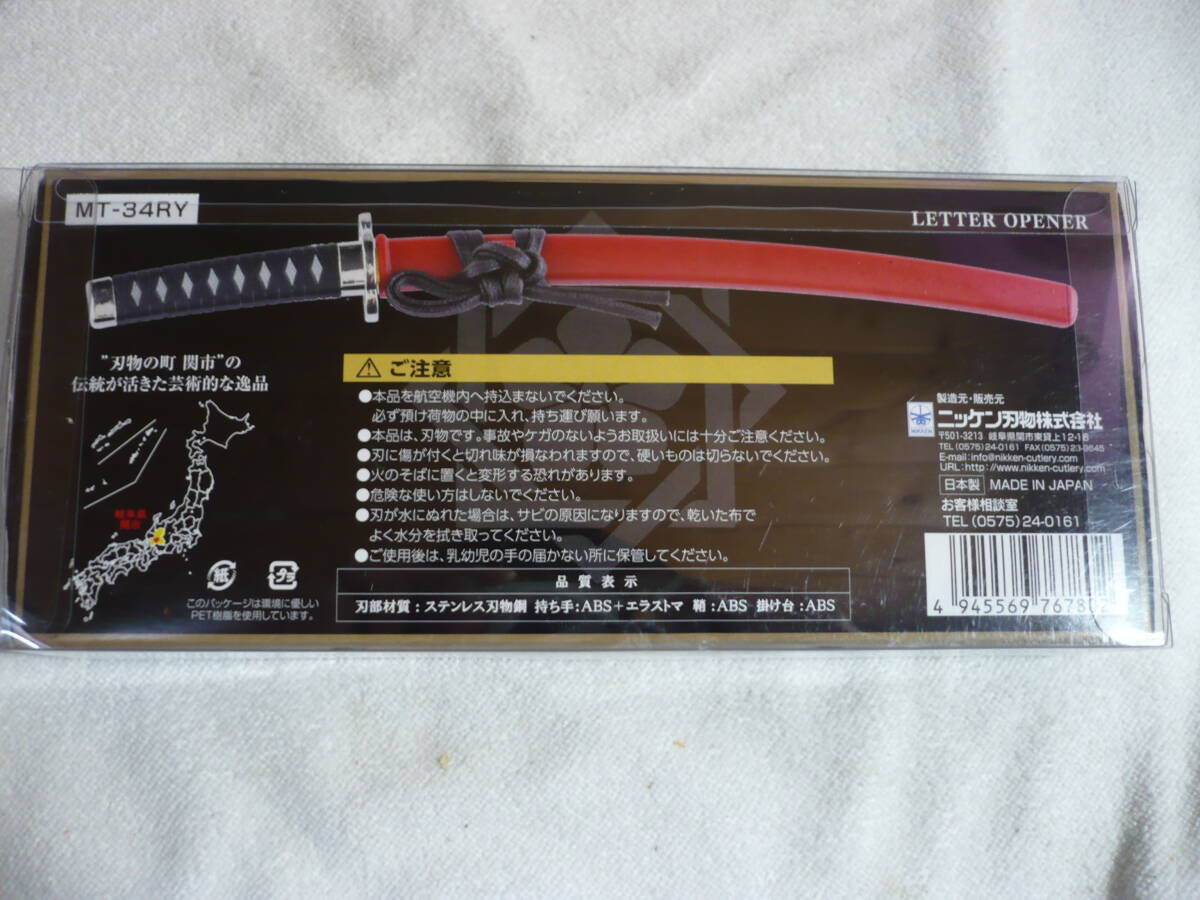 MT-34RY
LETTER OPENER
"刃物の町 関市"の
伝統が活きた芸術的な逸品
岐阜県
関市
このパッケージは環境に優しい
PET樹脂を使用しています。
紙
プラ
⚠ ご注意
●本品を航空機内へ持込まないでください。
必ず預け荷物の中に入れ、持ち運び願います。
●本品は、刃物です。事故やケガのないようお取扱いには十分ご注意ください。
●刃に傷が付くと切れ味が損なわれますので、硬いものは切らないでください。
●火のそばに置くと変形する恐れがあります。
●危険な使い方はしないでください。
●刃が水にぬれた場合は、サビの原因になりますので、乾いた布で
よく水分を拭き取ってください。
●ご使用後は、乳幼児の手の届かない所に保管してください。
品質表示
刃部材質：ステンレス刃物鋼 持ち手：ABS＋エラストマ 鞘：ABS 掛け台：ABS
製造元・販売元
NIKKEN
ニッケン刃物株式会社
〒501-3213 岐阜県関市東貸上12-16
TEL(0575)24-0161 FAX(0575)23-9645
E-mail:info@nikken-cutlery.com
URL:http://www.nikken-cutlery.com
日本製 MADE IN JAPAN
お客様相談室
TEL (0575)24-0161
4 945569 767802